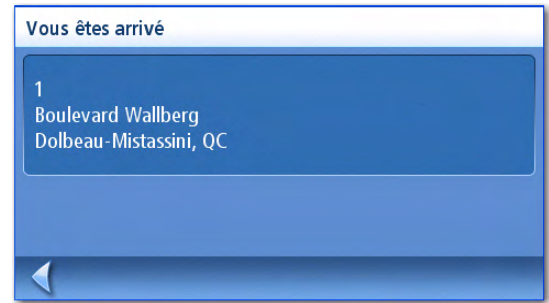 Vous êtes arrivé
1
Boulevard Wallberg
Dolbeau-Mistassini, QC